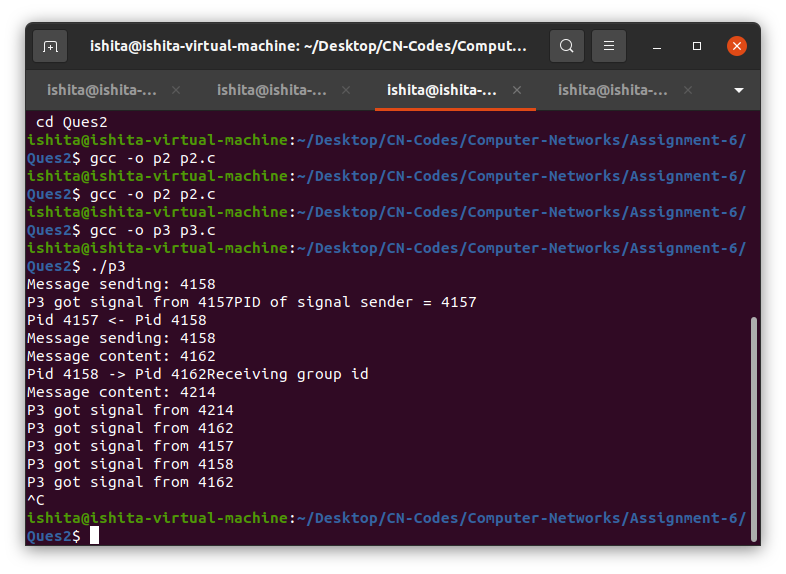 ishita@ishita-virtual-machine: ~/Desktop/CN-Codes/Comput...
ishita@ishita-... × ishita@ishita-... × ishita@ishita-... × ishita@ishita-... ×
cd Ques2
ishita@ishita-virtual-machine:~/Desktop/CN-Codes/Computer-Networks/Assignment-6/
Ques2$ gcc -o p2 p2.c
ishita@ishita-virtual-machine:~/Desktop/CN-Codes/Computer-Networks/Assignment-6/
Ques2$ gcc -o p2 p2.c
ishita@ishita-virtual-machine:~/Desktop/CN-Codes/Computer-Networks/Assignment-6/
Ques2$ gcc -o p3 p3.c
ishita@ishita-virtual-machine:~/Desktop/CN-Codes/Computer-Networks/Assignment-6/
Ques2$ ./p3
Message sending: 4158
P3 got signal from 4157PID of signal sender = 4157
Pid 4157 <- Pid 4158
Message sending: 4158
Message content: 4162
Pid 4158 -> Pid 4162Receiving group id
Message content: 4214
P3 got signal from 4214
P3 got signal from 4162
P3 got signal from 4157
P3 got signal from 4158
P3 got signal from 4162
^C
ishita@ishita-virtual-machine:~/Desktop/CN-Codes/Computer-Networks/Assignment-6/
Ques2$